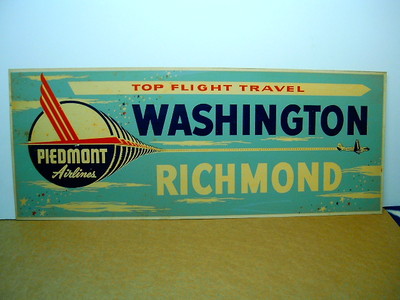 TOP FLIGHT TRAVEL
WASHINGTON
PIEDMONT
Airlines
RICHMOND